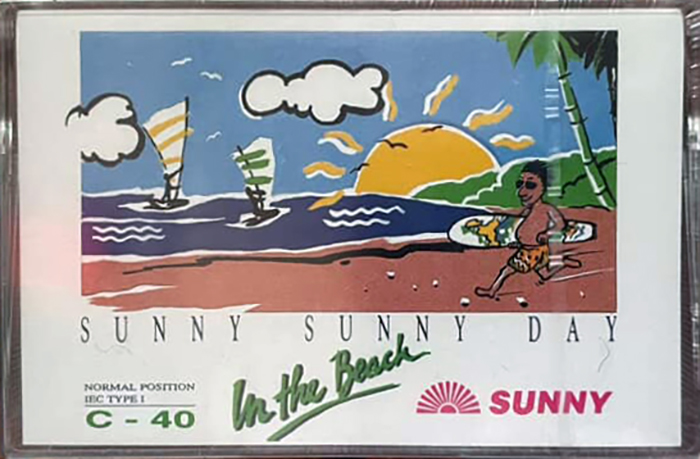 SUNNY SUNNY DAY
In the Beach
NORMAL POSITION
IEC TYPE I
C - 40
SUNNY